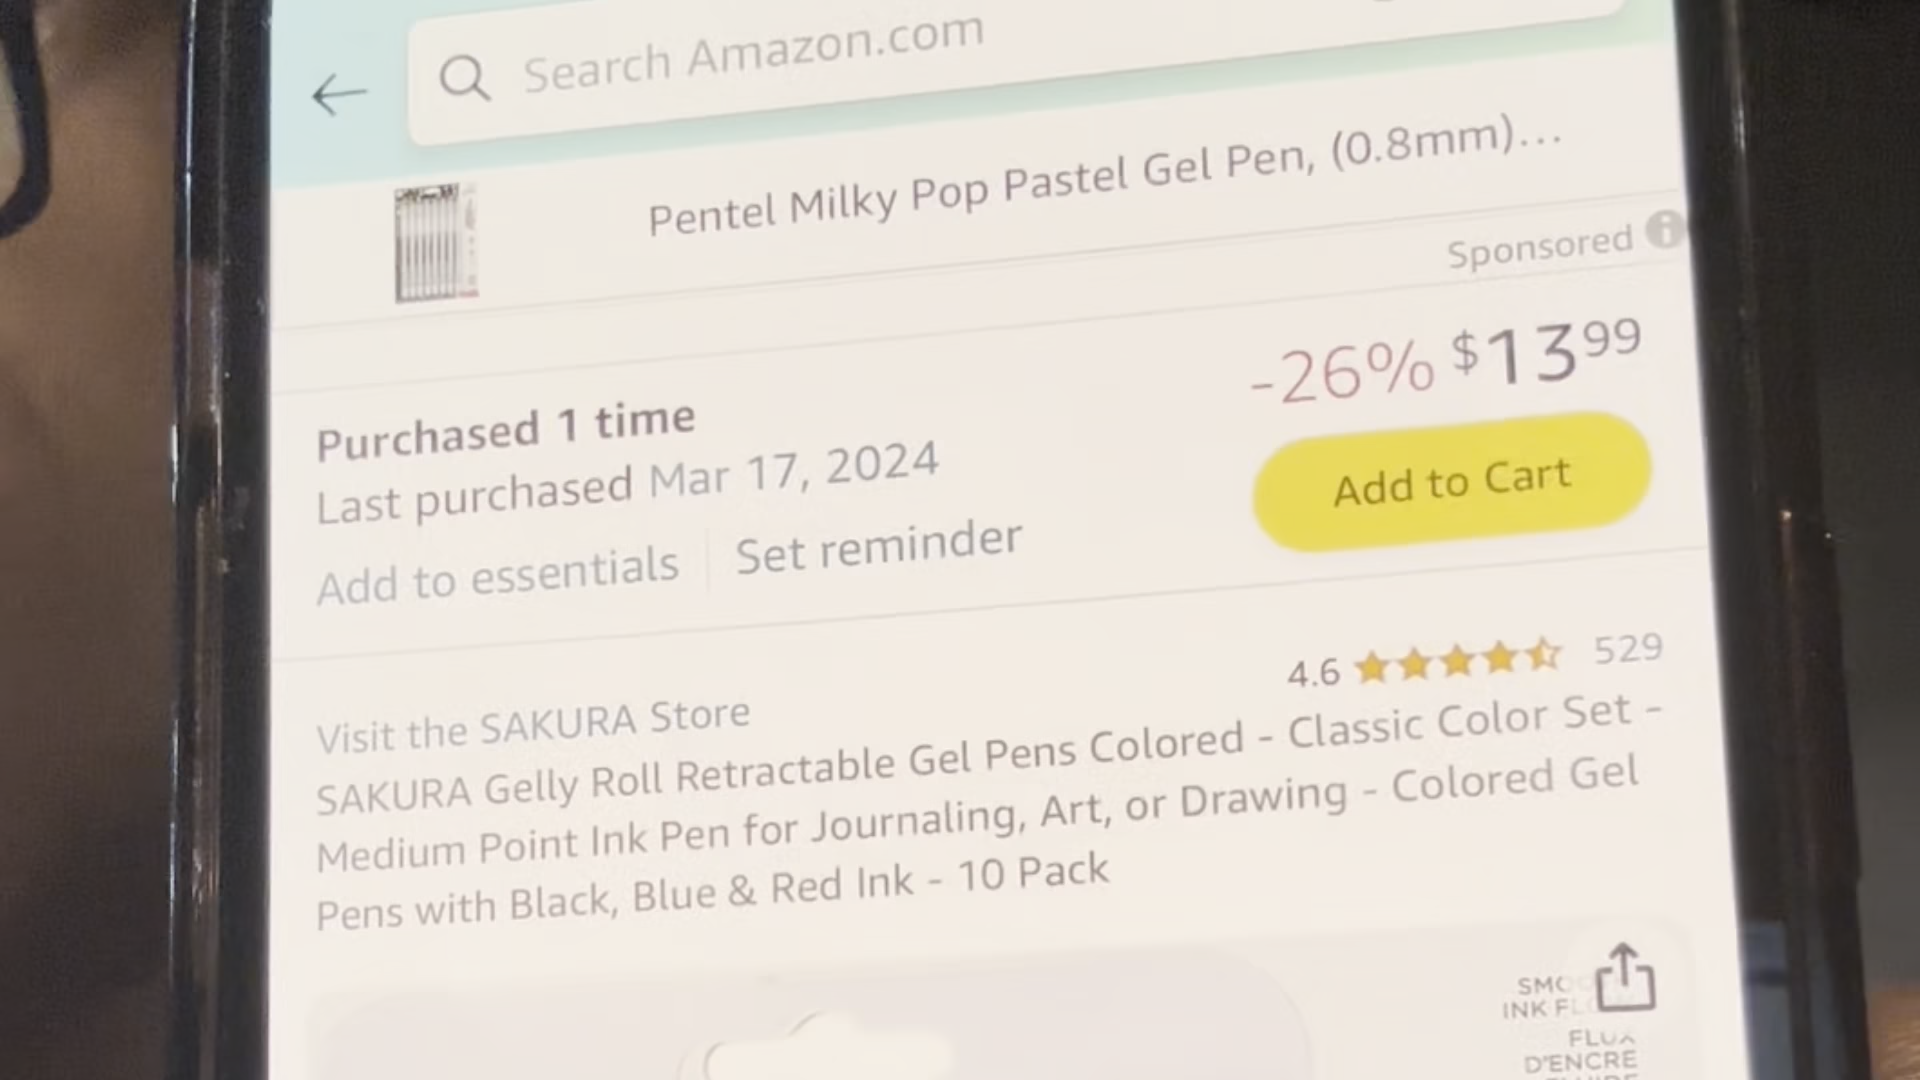 Search Amazon.com
Pentel Milky Pop Pastel Gel Pen, (0.8mm)...
Sponsored
-26% $13.99
Purchased 1 time
Last purchased Mar 17, 2024
Add to Cart
Add to essentials Set reminder
4.6 529
Visit the SAKURA Store
SAKURA Gelly Roll Retractable Gel Pens Colored - Classic Color Set -
Medium Point Ink Pen for Journaling, Art, or Drawing - Colored Gel
Pens with Black, Blue & Red Ink - 10 Pack
INK
D'ENCRE